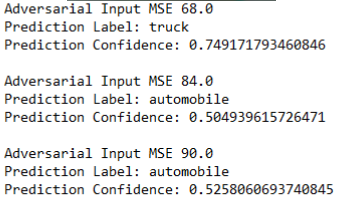 Adversarial Input MSE 68.0
Prediction Label: truck
Prediction Confidence: 0.749171793460846
Adversarial Input MSE 84.0
Prediction Label: automobile
Prediction Confidence: 0.504939615726471
Adversarial Input MSE 90.0
Prediction Label: automobile
Prediction Confidence: 0.5258060693740845